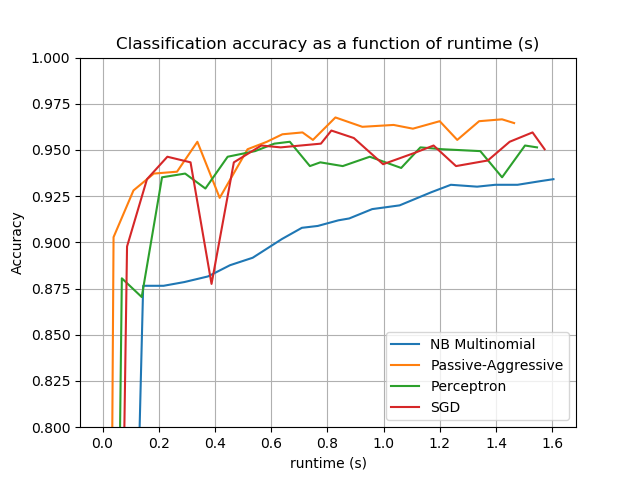 Classification accuracy as a function of runtime (s)
1.000
0.975
0.950
0.925
0.900
0.875
0.850
0.825
0.800
Accuracy
0.0 0.2 0.4 0.6 0.8 1.0 1.2 1.4 1.6
runtime (s)
NB Multinomial
Passive-Aggressive
Perceptron
SGD